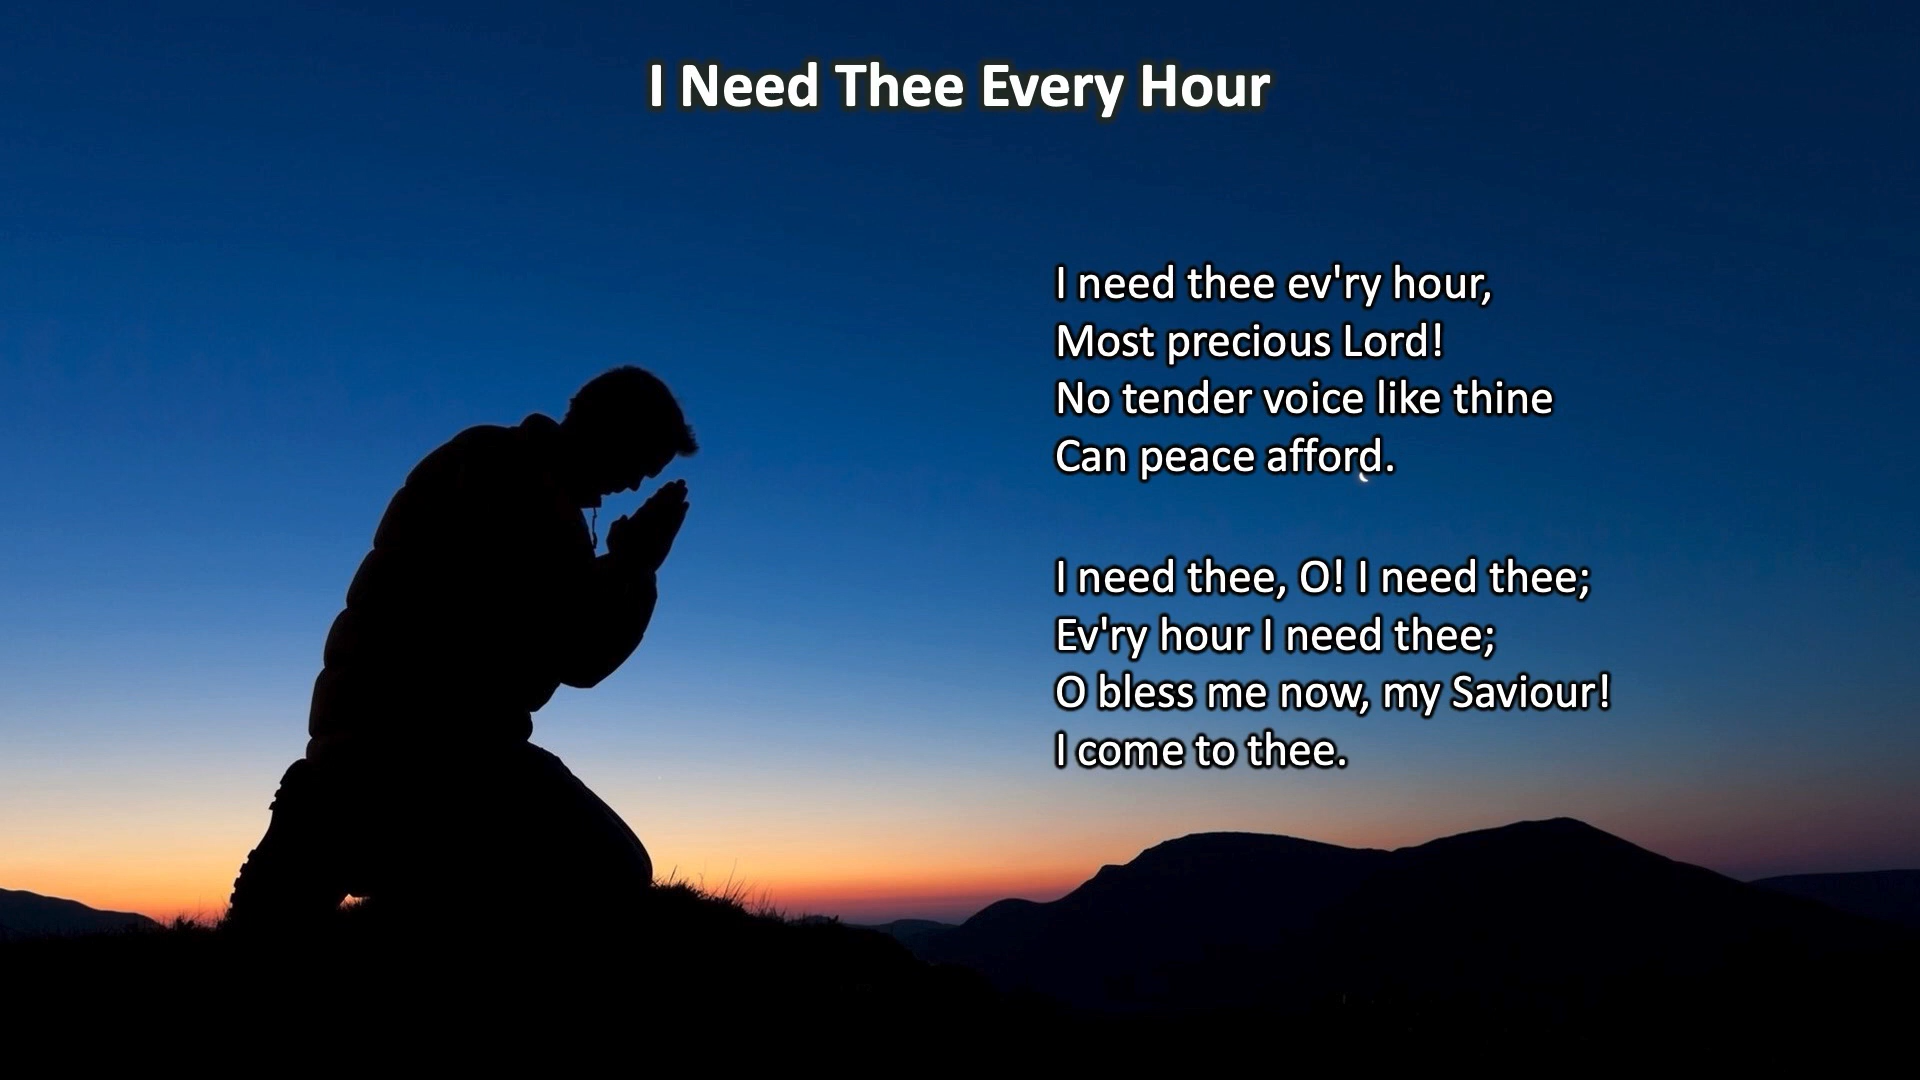 I Need Thee Every Hour
I need thee ev'ry hour,
Most precious Lord!
No tender voice like thine
Can peace afford.
I need thee, O! I need thee;
Ev'ry hour I need thee;
O bless me now, my Saviour!
I come to thee.